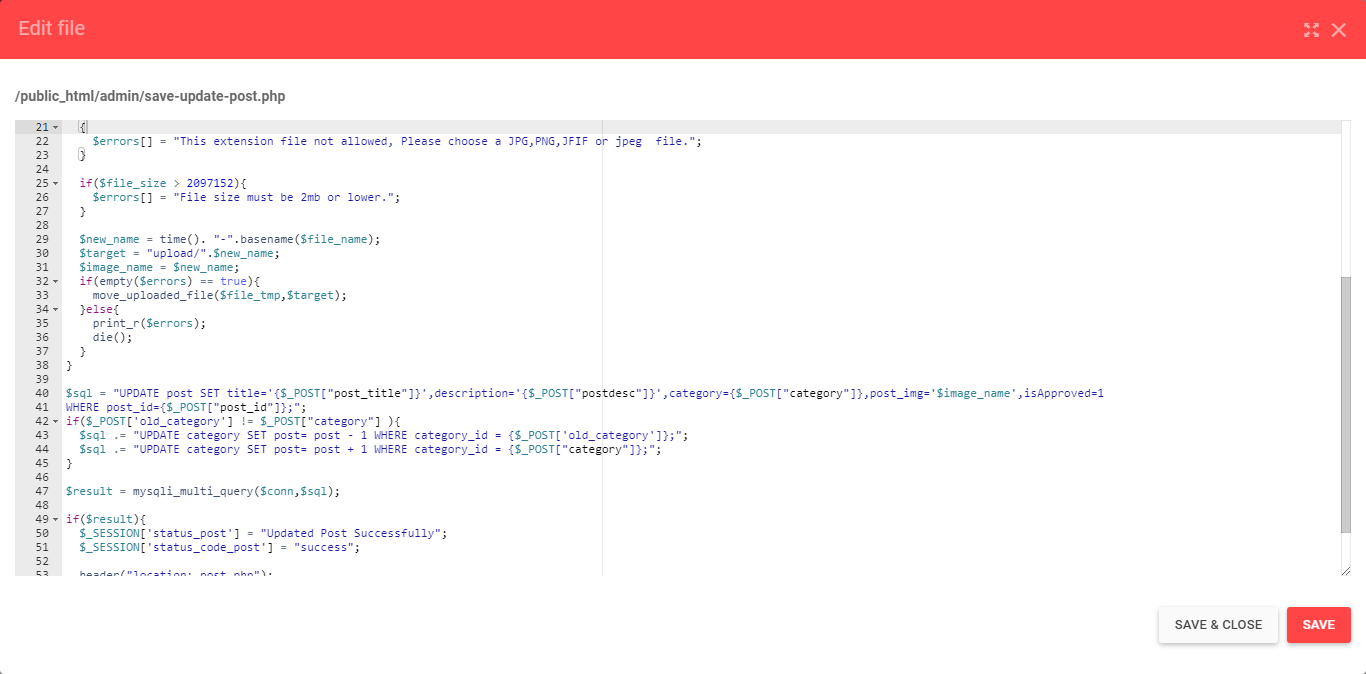 Edit file
/public_html/admin/save-update-post.php
21 {
22 $errors[] = "This extension file not allowed, Please choose a JPG,PNG,JFIF or jpeg  file.";
23 }
24
25 if($file_size > 2097152){
26 $errors[] = "File size must be 2mb or lower.";
27 }
28
29 $new_name = time(). "-".basename($file_name);
30 $target = "upload/".$new_name;
31 $image_name = $new_name;
32 if(empty($errors) == true){
33 move_uploaded_file($file_tmp,$target);
34 }else{
35 print_r($errors);
36 die();
37 }
38 }
39
40 $sql = "UPDATE post SET title='{$_POST["post_title"]}',description='{$_POST["postdesc"]}',category={$_POST["category"]},post_img='$image_name',isApproved=1
41 WHERE post_id={$_POST["post_id"]};";
42 if($_POST['old_category'] != $_POST["category"] ){
43 $sql .= "UPDATE category SET post= post - 1 WHERE category_id = {$_POST['old_category']};";
44 $sql .= "UPDATE category SET post= post + 1 WHERE category_id = {$_POST["category"]};";
45 }
46
47 $result = mysqli_multi_query($conn,$sql);
48
49 if($result){
50 $_SESSION['status_post'] = "Updated Post Successfully";
51 $_SESSION['status_code_post'] = "success";
52
53 header("location: post.php");
SAVE & CLOSE
SAVE